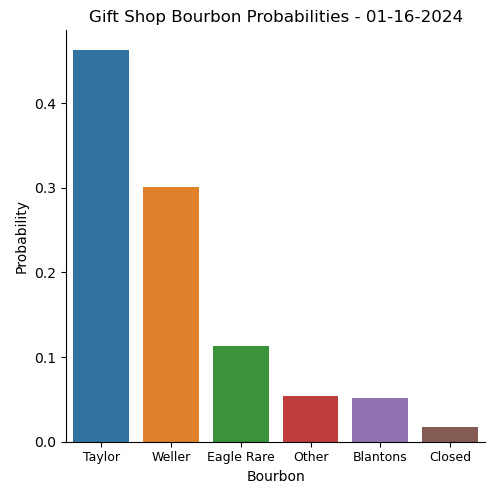 Gift Shop Bourbon Probabilities - 01-16-2024
Probability
0.4
0.3
0.2
0.1
0.0
Taylor Weller Eagle Rare Other Blantons Closed
Bourbon